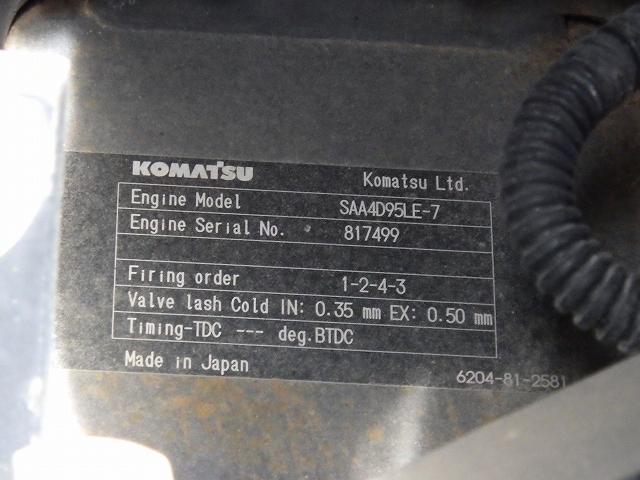 KOMATSU
Komatsu Ltd.
Engine Model SAA4D95LE-7
Engine Serial No. 817499
Firing order 1-2-4-3
Valve lash Cold IN: 0.35 mm EX: 0.50 mm
Timing-TDC --- deg.BTDC
Made in Japan
6204-81-2581